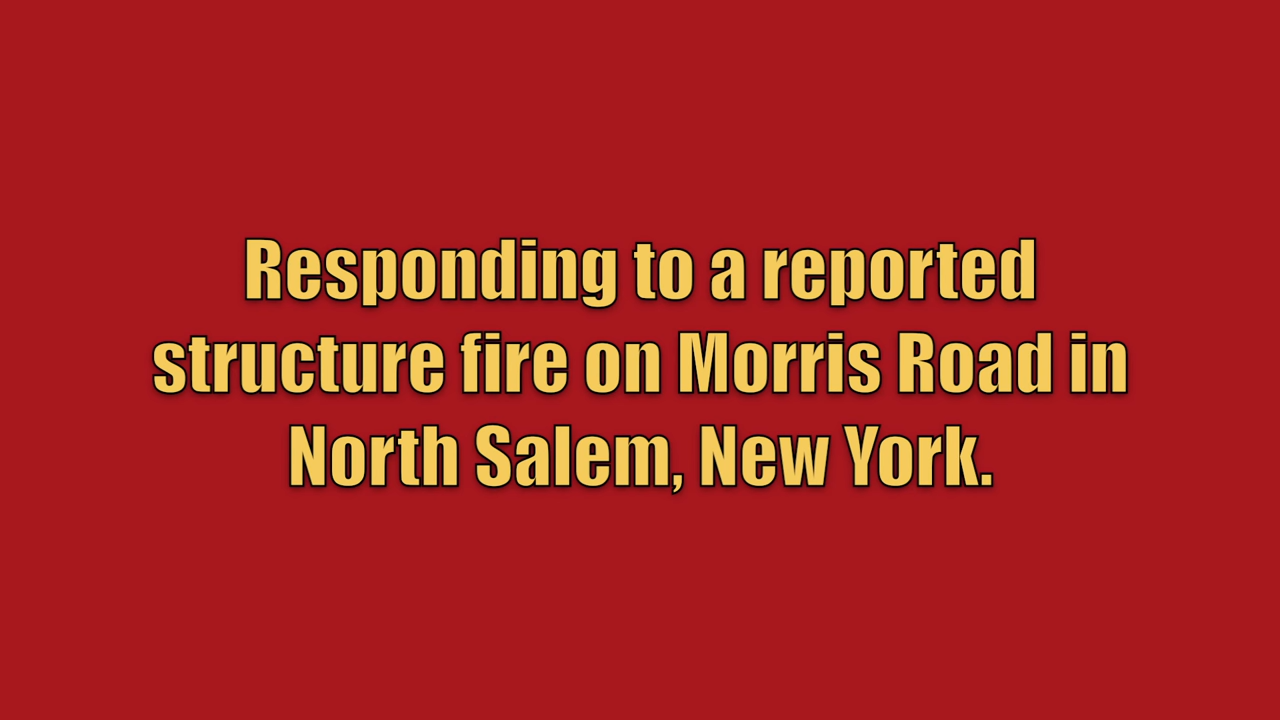 Responding to a reported
structure fire on Morris Road in
North Salem, New York.